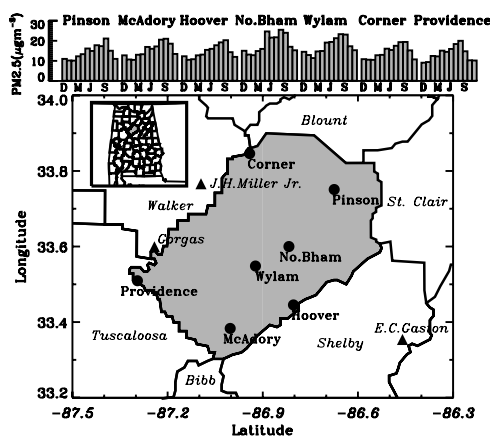 Pinson McAdory Hoover No.Bham Wylam Corner Providence
PM2.5(μgm⁻³)
30
20
10
0
D M J S D M J S D M J S D M J S D M J S D M J S D M J S
34.0
33.8
33.6
33.4
33.2
Longitude
Blount
Corner
J.H.Miller Jr.
Pinson
St. Clair
Walker
Gorgas
No.Bham
Wylam
Providence
Hoover
McAdory
E.C.Gaston
Tuscaloosa
Shelby
Bibb
−87.5 −87.2 −86.9 −86.6 −86.3
Latitude